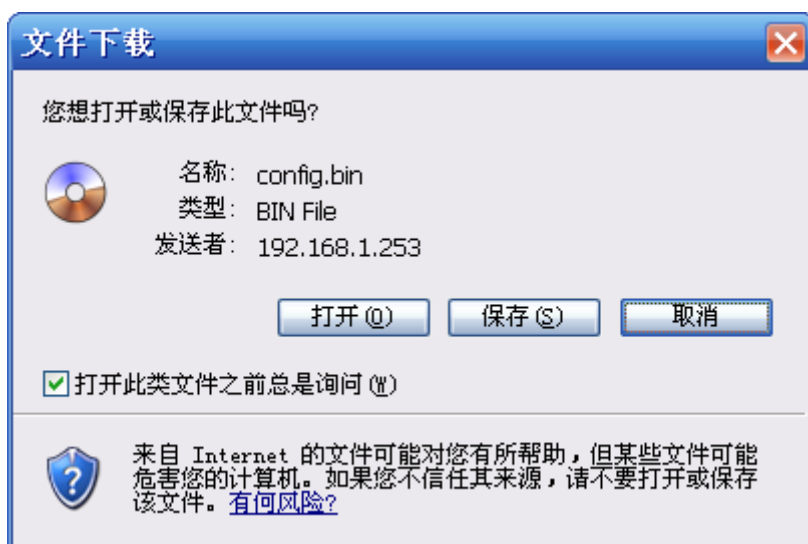 文件下载
您想打开或保存此文件吗?
名称: config.bin
类型: BIN File
发送者: 192.168.1.253
打开(O)
保存(S)
取消
打开此类文件之前总是询问(W)
来自 Internet 的文件可能对您有所帮助，但某些文件可能
危害您的计算机。如果您不信任其来源，请不要打开或保存
该文件。有何风险?